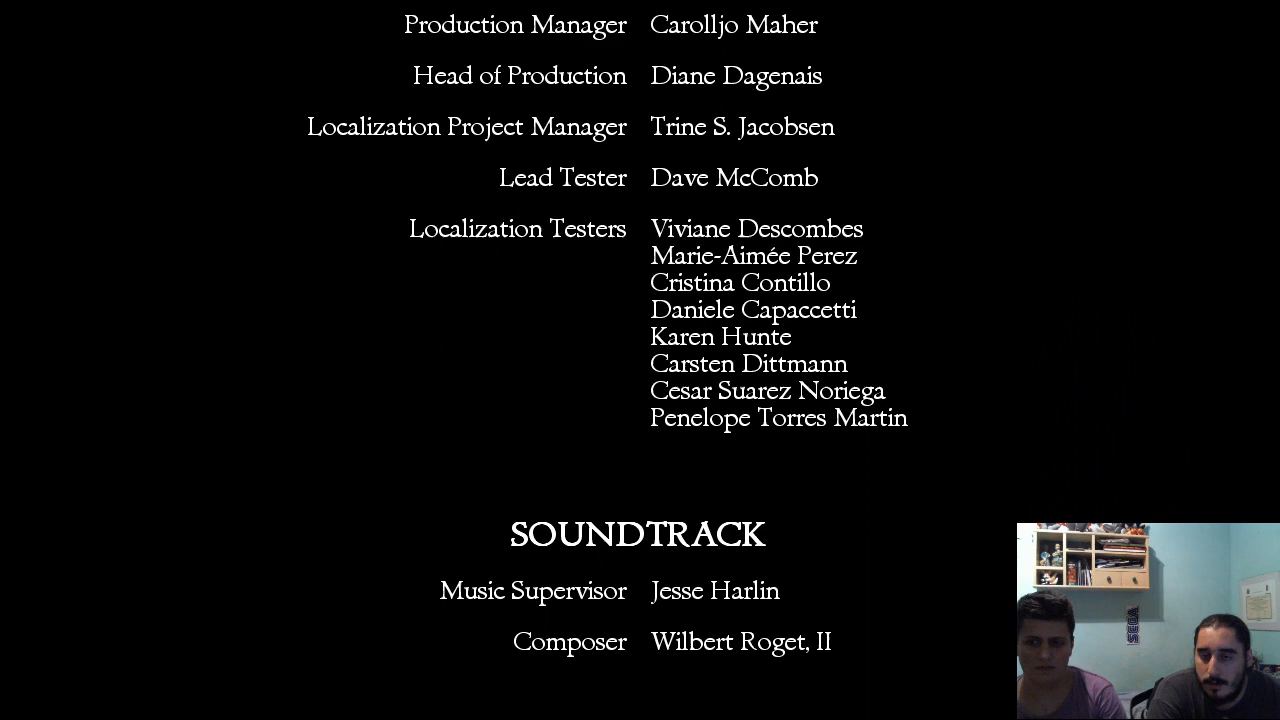 Production Manager Carolljo Maher
Head of Production Diane Dagenais
Localization Project Manager Trine S. Jacobsen
Lead Tester Dave McComb
Localization Testers Viviane Descombes
Marie-Aimée Perez
Cristina Contillo
Daniele Capaccetti
Karen Hunte
Carsten Dittmann
Cesar Suarez Noriega
Penelope Torres Martin
SOUNDTRACK
Music Supervisor Jesse Harlin
Composer Wilbert Roget, II
SEGA